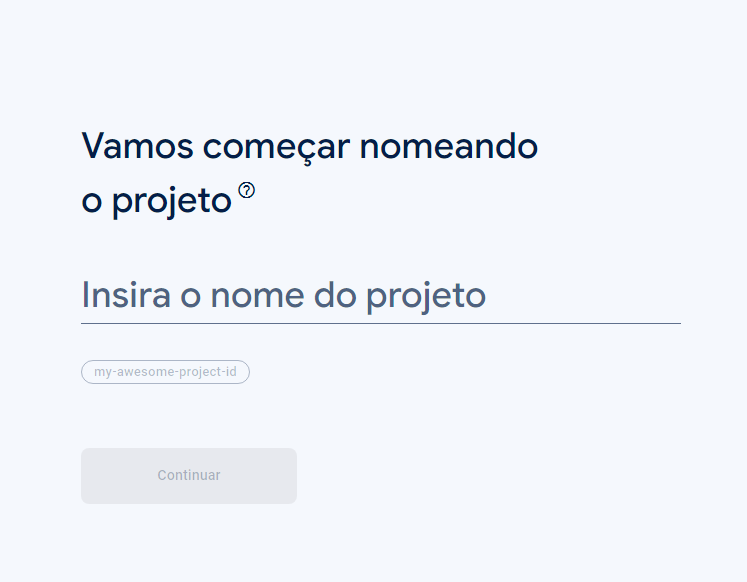 Vamos começar nomeando
o projeto
Insira o nome do projeto
my-awesome-project-id
Continuar